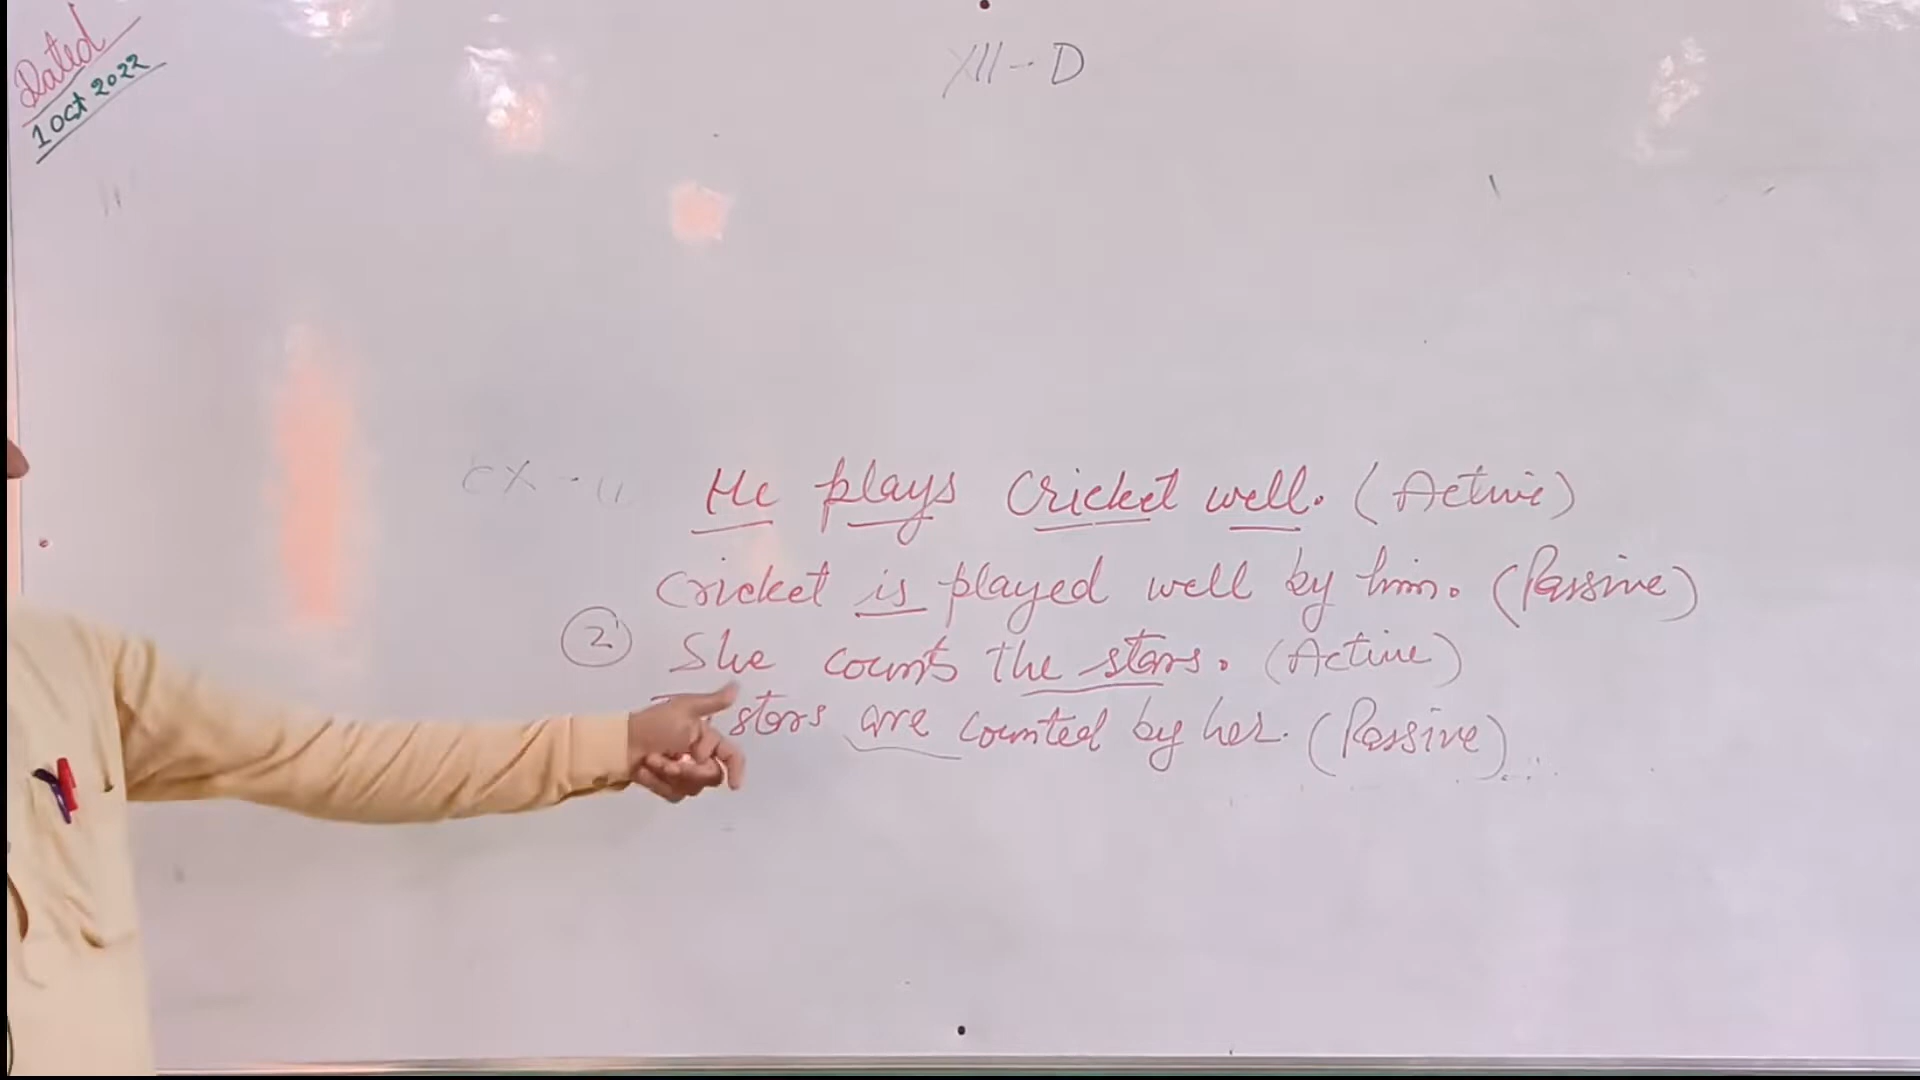 Dated
1 Oct 2022
XII - D
EX -
He plays Cricket well. (Active)
Cricket is played well by him. (Passive)
2 She counts the stars. (Active)
stars are counted by her. (Passive)